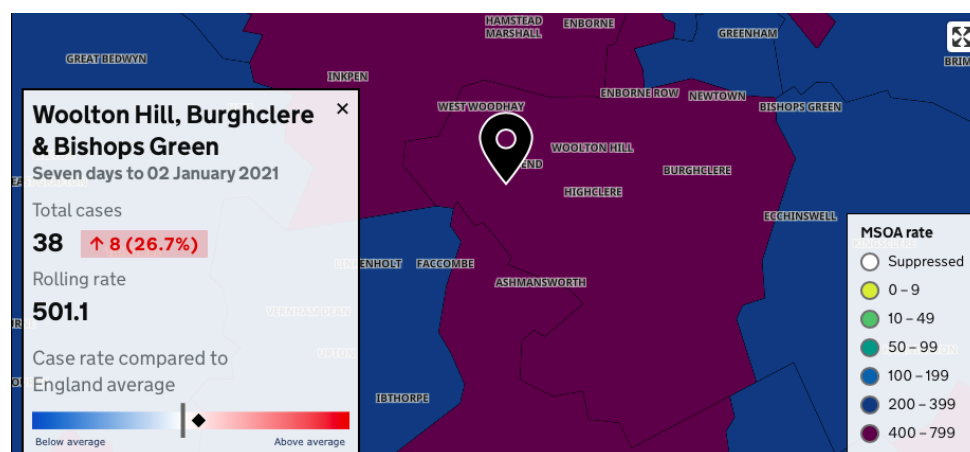 HAMSTEAD
MARSHALL
ENBORNE
GREENHAM
GREAT BEDWYN
INKPEN
WEST WOODHAY
ENBORNE ROW
NEWTOWN
BISHOPS GREEN
END
WOOLTON HILL
HIGHCLERE
BURGHCLERE
ECCHINSWELL
FACCOMBE
ASHMANSWORTH
IBTHORPE
VERNHAM DEAN
Woolton Hill, Burghclere
& Bishops Green
Seven days to 02 January 2021
Total cases
38 ↑ 8 (26.7%)
Rolling rate
501.1
Case rate compared to
England average
Below average Above average
MSOA rate
Suppressed
0 – 9
10 – 49
50 – 99
100 – 199
200 – 399
400 – 799